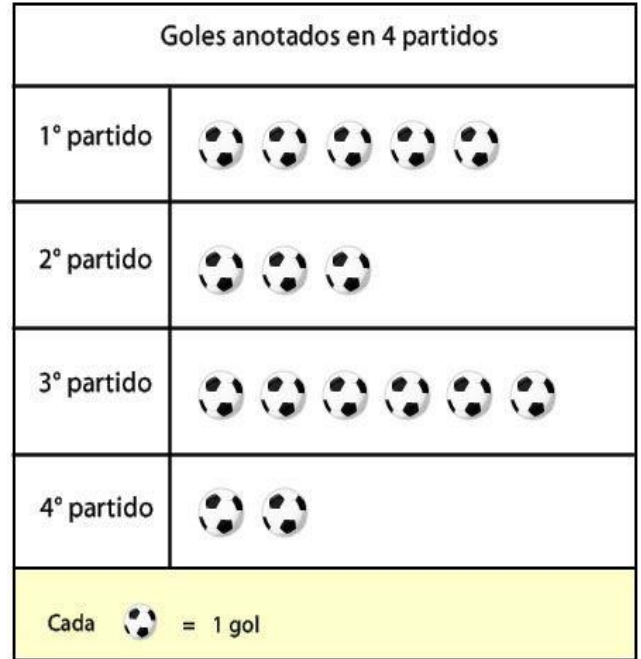 Goles anotados en 4 partidos
1° partido
2° partido
3° partido
4° partido
Cada = 1 gol